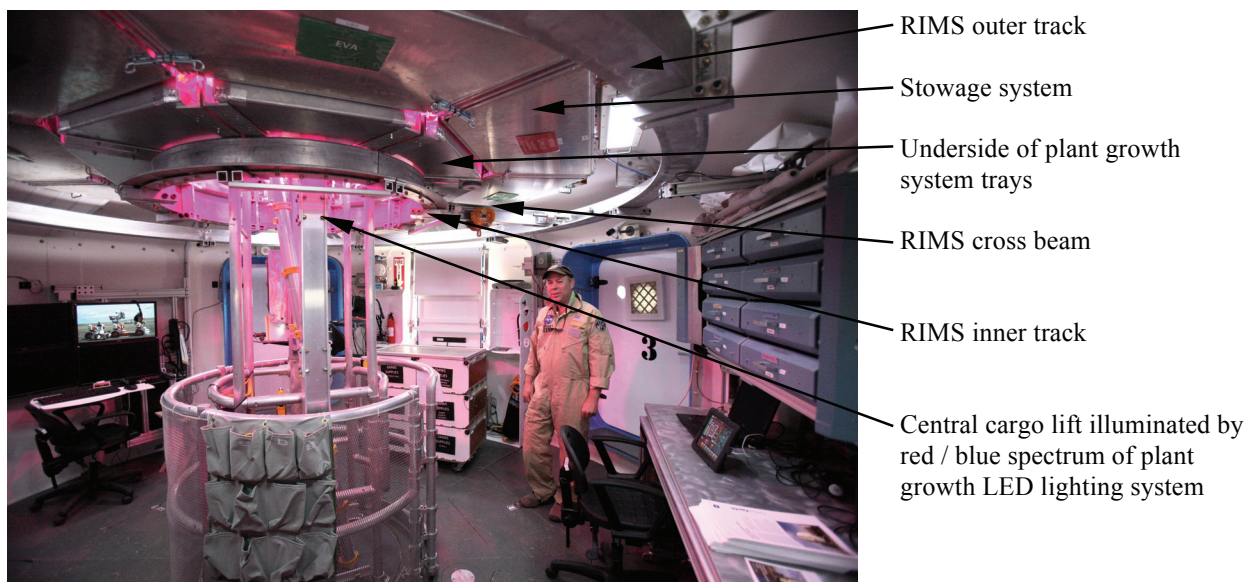 RIMS outer track
EVA
Stowage system
Underside of plant growth
system trays
RIMS cross beam
FIRE
3
RIMS inner track
Central cargo lift illuminated by
red / blue spectrum of plant
growth LED lighting system